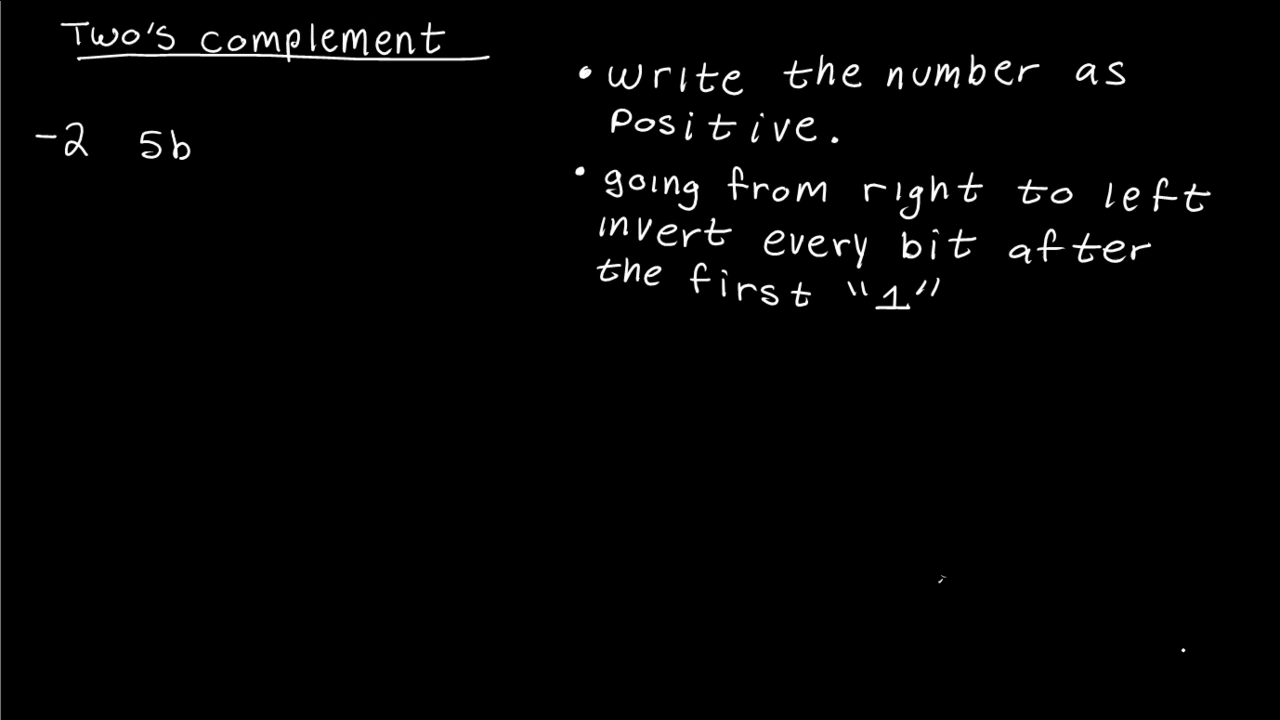 Two's complement
-2 5b
• write the number as
positive.
• going from right to left
invert every bit after
the first "1"